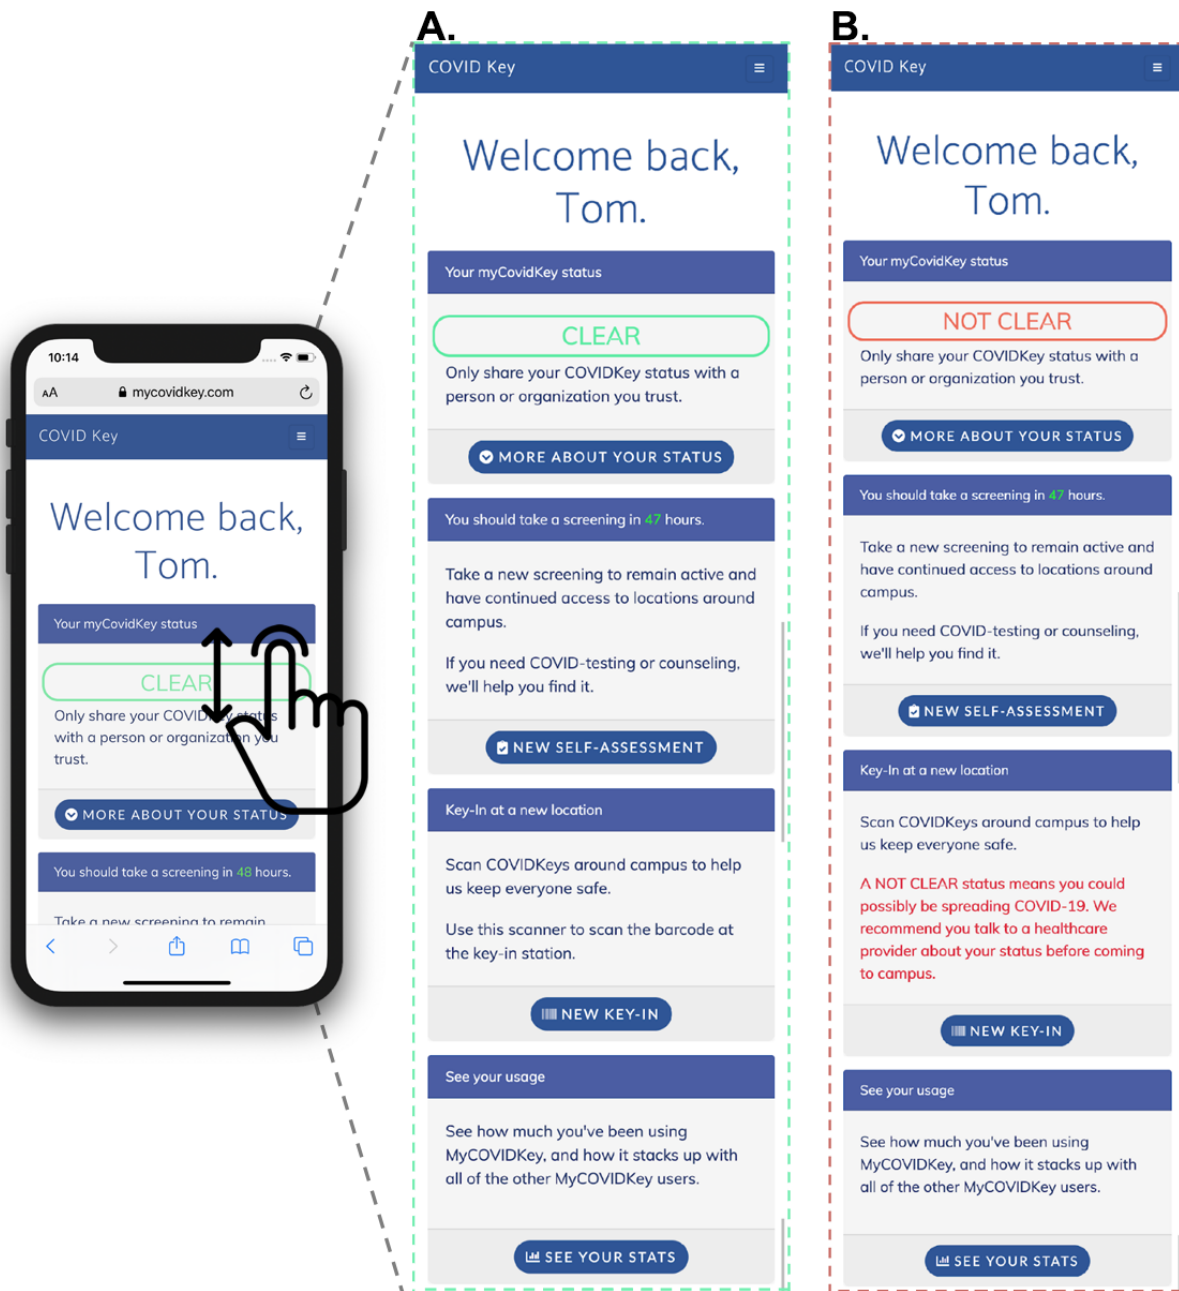 A.
B.
10:14
AA
mycovidkey.com
COVID Key
Welcome back,
Tom.
Your myCovidKey status
CLEAR
Only share your COVIDKey status
with a person or organization you
trust.
MORE ABOUT YOUR STATUS
You should take a screening in 48 hours.
Take a new screening to remain
COVID Key
Welcome back,
Tom.
Your myCovidKey status
CLEAR
Only share your COVIDKey status with a
person or organization you trust.
MORE ABOUT YOUR STATUS
You should take a screening in 47 hours.
Take a new screening to remain active and
have continued access to locations around
campus.
If you need COVID-testing or counseling,
we'll help you find it.
NEW SELF-ASSESSMENT
Key-In at a new location
Scan COVIDKeys around campus to help
us keep everyone safe.
Use this scanner to scan the barcode at
the key-in station.
NEW KEY-IN
See your usage
See how much you've been using
MyCOVIDKey, and how it stacks up with
all of the other MyCOVIDKey users.
SEE YOUR STATS
COVID Key
Welcome back,
Tom.
Your myCovidKey status
NOT CLEAR
Only share your COVIDKey status with a
person or organization you trust.
MORE ABOUT YOUR STATUS
You should take a screening in 47 hours.
Take a new screening to remain active and
have continued access to locations around
campus.
If you need COVID-testing or counseling,
we'll help you find it.
NEW SELF-ASSESSMENT
Key-In at a new location
Scan COVIDKeys around campus to help
us keep everyone safe.
A NOT CLEAR status means you could
possibly be spreading COVID-19. We
recommend you talk to a healthcare
provider about your status before coming
to campus.
NEW KEY-IN
See your usage
See how much you've been using
MyCOVIDKey, and how it stacks up with
all of the other MyCOVIDKey users.
SEE YOUR STATS